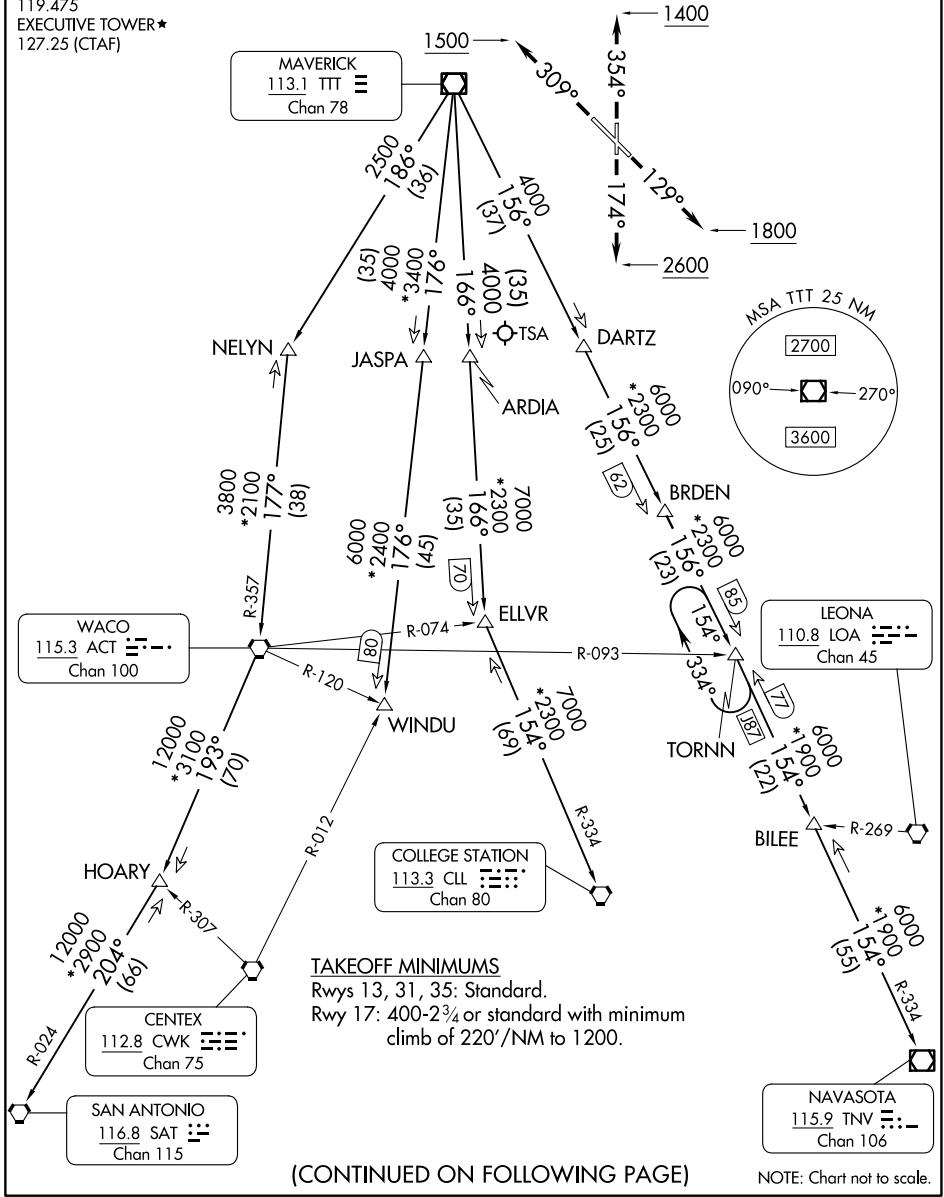 119.475
EXECUTIVE TOWER★
127.25 (CTAF)
MAVERICK
113.1 TTT
Chan 78
1500
1400
309°
354°
129°
174°
1800
2600
2500
186°
(36)
(35)
4000
*3400
176°
(35)
4000
166°
4000
156°
(37)
TSA
NELYN
JASPA
ARDIA
DARTZ
MSA TTT 25 NM
2700
090°
270°
3600
3800
*2100
177°
(38)
6000
*2400
176°
(45)
7000
*2300
166°
(35)
6000
*2300
156°
(25)
62
BRDEN
6000
*2300
156°
(23)
70
85
R-357
WACO
115.3 ACT
Chan 100
R-074
ELLVR
R-093
R-120
80
WINDU
154°
334°
J87
77
TORNN
LEONA
110.8 LOA
Chan 45
12000
*3100
193°
(70)
7000
*2300
154°
(69)
6000
*1900
154°
(22)
R-012
R-334
BILEE
R-269
HOARY
R-307
COLLEGE STATION
113.3 CLL
Chan 80
12000
*2900
204°
(66)
R-024
6000
*1900
154°
(55)
R-334
TAKEOFF MINIMUMS
Rwys 13, 31, 35: Standard.
Rwy 17: 400-2¾ or standard with minimum
climb of 220'/NM to 1200.
CENTEX
112.8 CWK
Chan 75
SAN ANTONIO
116.8 SAT
Chan 115
NAVASOTA
115.9 TNV
Chan 106
(CONTINUED ON FOLLOWING PAGE)
NOTE: Chart not to scale.